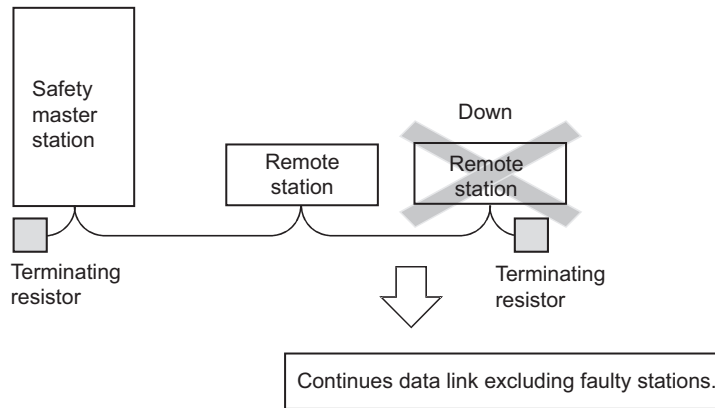 Safety
master
station
Down
Remote
station
Remote
station
Terminating
resistor
Terminating
resistor
Continues data link excluding faulty stations.